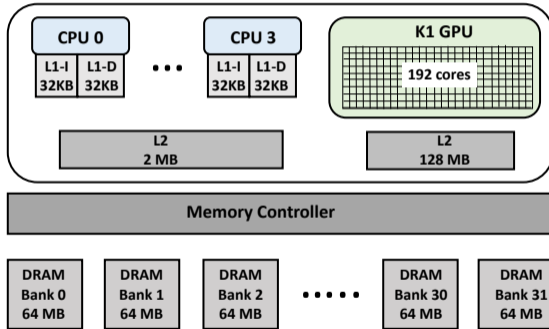 CPU 0
L1-I L1-D
32KB 32KB
CPU 3
L1-I L1-D
32KB 32KB
K1 GPU
192 cores
L2
2 MB
L2
128 MB
Memory Controller
DRAM
Bank 0
64 MB
DRAM
Bank 1
64 MB
DRAM
Bank 2
64 MB
DRAM
Bank 30
64 MB
DRAM
Bank 31
64 MB